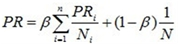 PR = β ∑_{i=1}^{n} PR_i / N_i + (1 − β) 1 / N